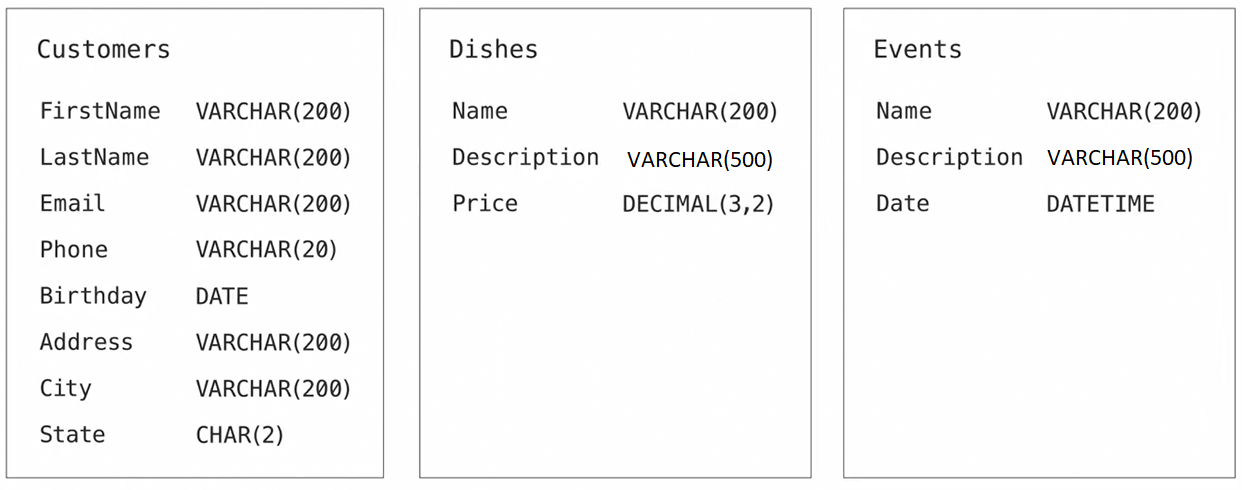 Customers
FirstName VARCHAR(200)
LastName VARCHAR(200)
Email VARCHAR(200)
Phone VARCHAR(20)
Birthday DATE
Address VARCHAR(200)
City VARCHAR(200)
State CHAR(2)
Dishes
Name VARCHAR(200)
Description VARCHAR(500)
Price DECIMAL(3,2)
Events
Name VARCHAR(200)
Description VARCHAR(500)
Date DATETIME